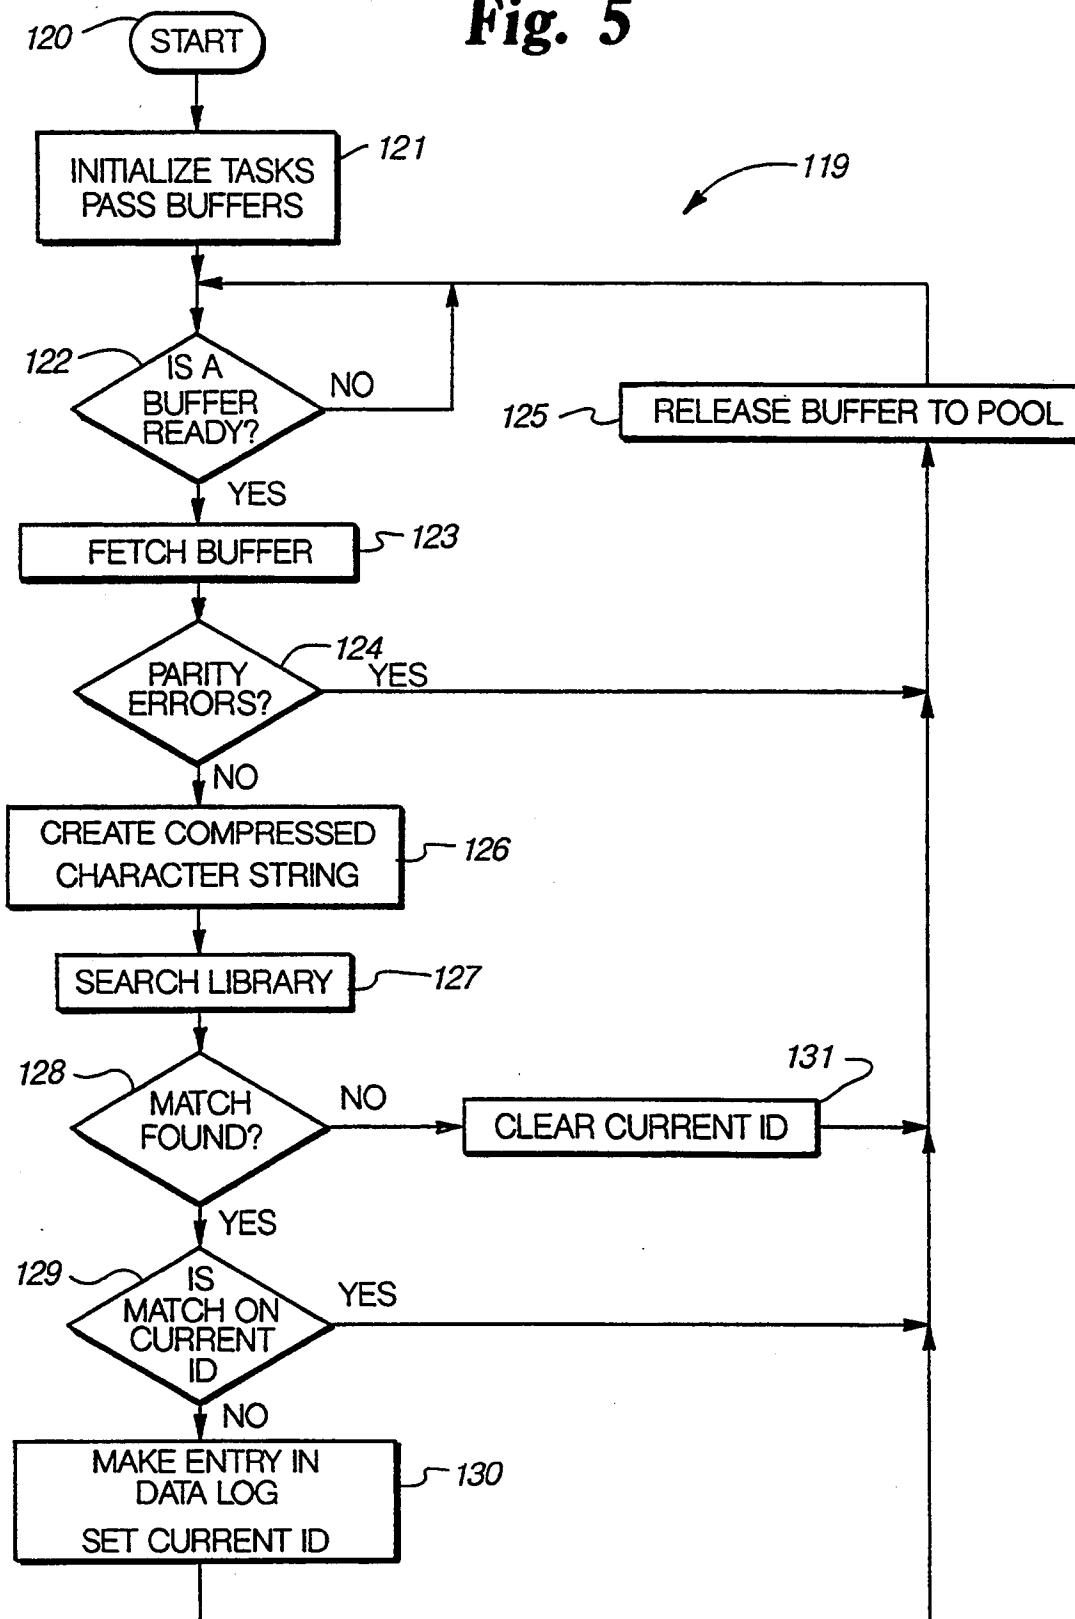 Fig. 5
120
START
121
INITIALIZE TASKS
PASS BUFFERS
119
122
IS A
BUFFER
READY?
NO
125
RELEASE BUFFER TO POOL
YES
FETCH BUFFER
123
124
PARITY
ERRORS?
YES
NO
CREATE COMPRESSED
CHARACTER STRING
126
SEARCH LIBRARY
127
128
MATCH
FOUND?
NO
131
CLEAR CURRENT ID
YES
129
IS
MATCH ON
CURRENT
ID
YES
NO
MAKE ENTRY IN
DATA LOG
SET CURRENT ID
130